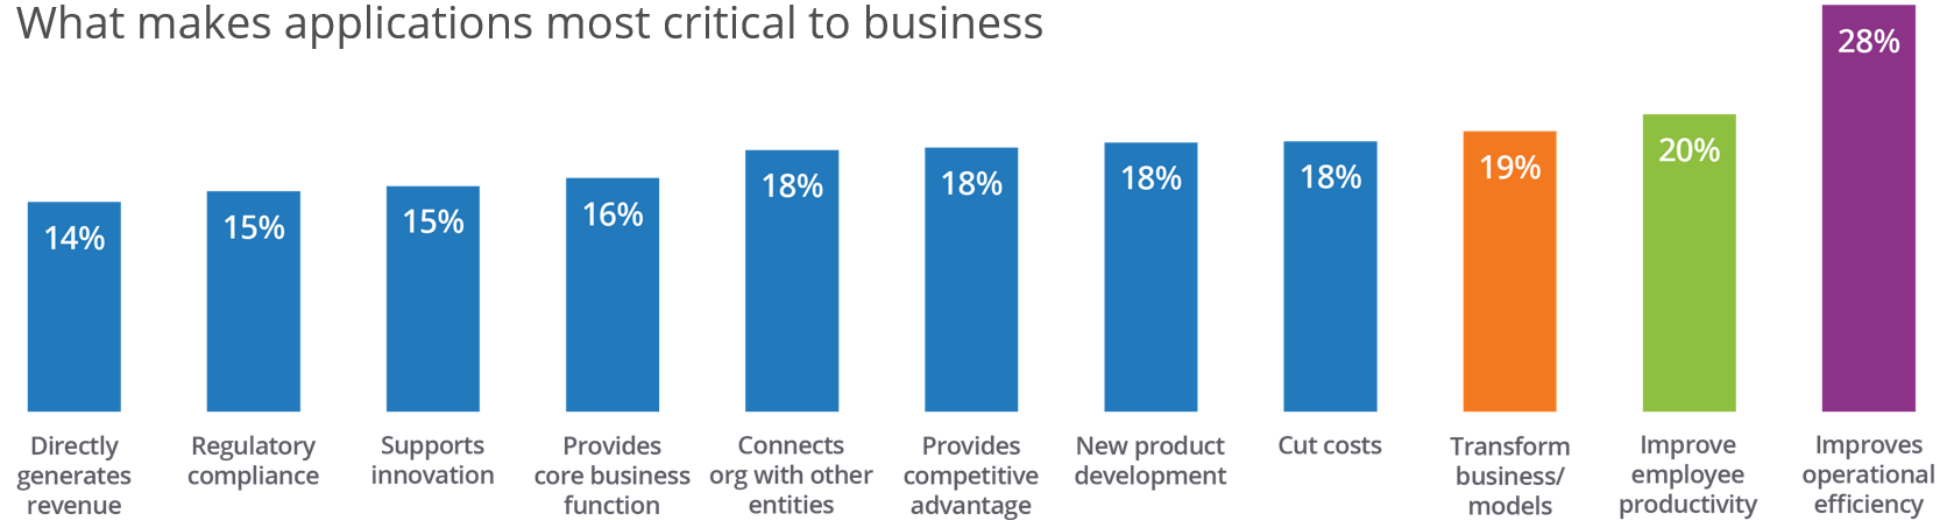 What makes applications most critical to business
14%
15%
15%
16%
18%
18%
18%
18%
19%
20%
28%
Directly
generates
revenue
Regulatory
compliance
Supports
innovation
Provides
core business
function
Connects
org with other
entities
Provides
competitive
advantage
New product
development
Cut costs
Transform
business/
models
Improve
employee
productivity
Improves
operational
efficiency